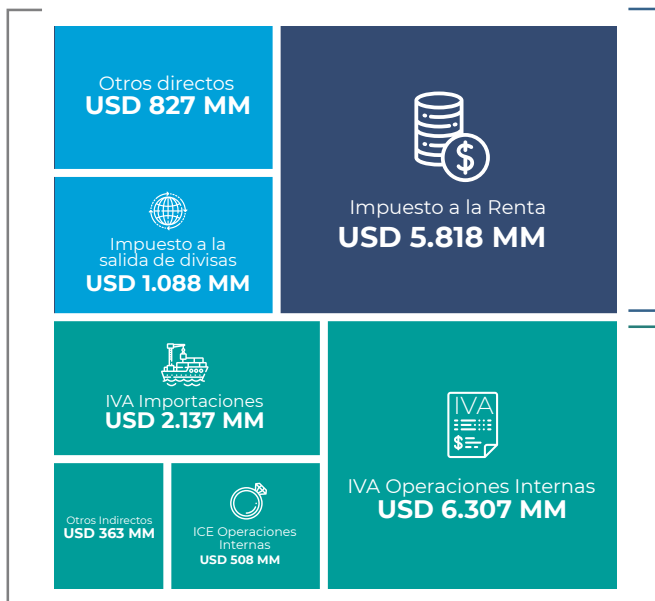 Otros directos
USD 827 MM
$
Impuesto a la Renta
USD 5.818 MM
Impuesto a la
salida de divisas
USD 1.088 MM
IVA Importaciones
USD 2.137 MM
IVA
$
IVA Operaciones Internas
USD 6.307 MM
Otros Indirectos
USD 363 MM
ICE Operaciones
Internas
USD 508 MM